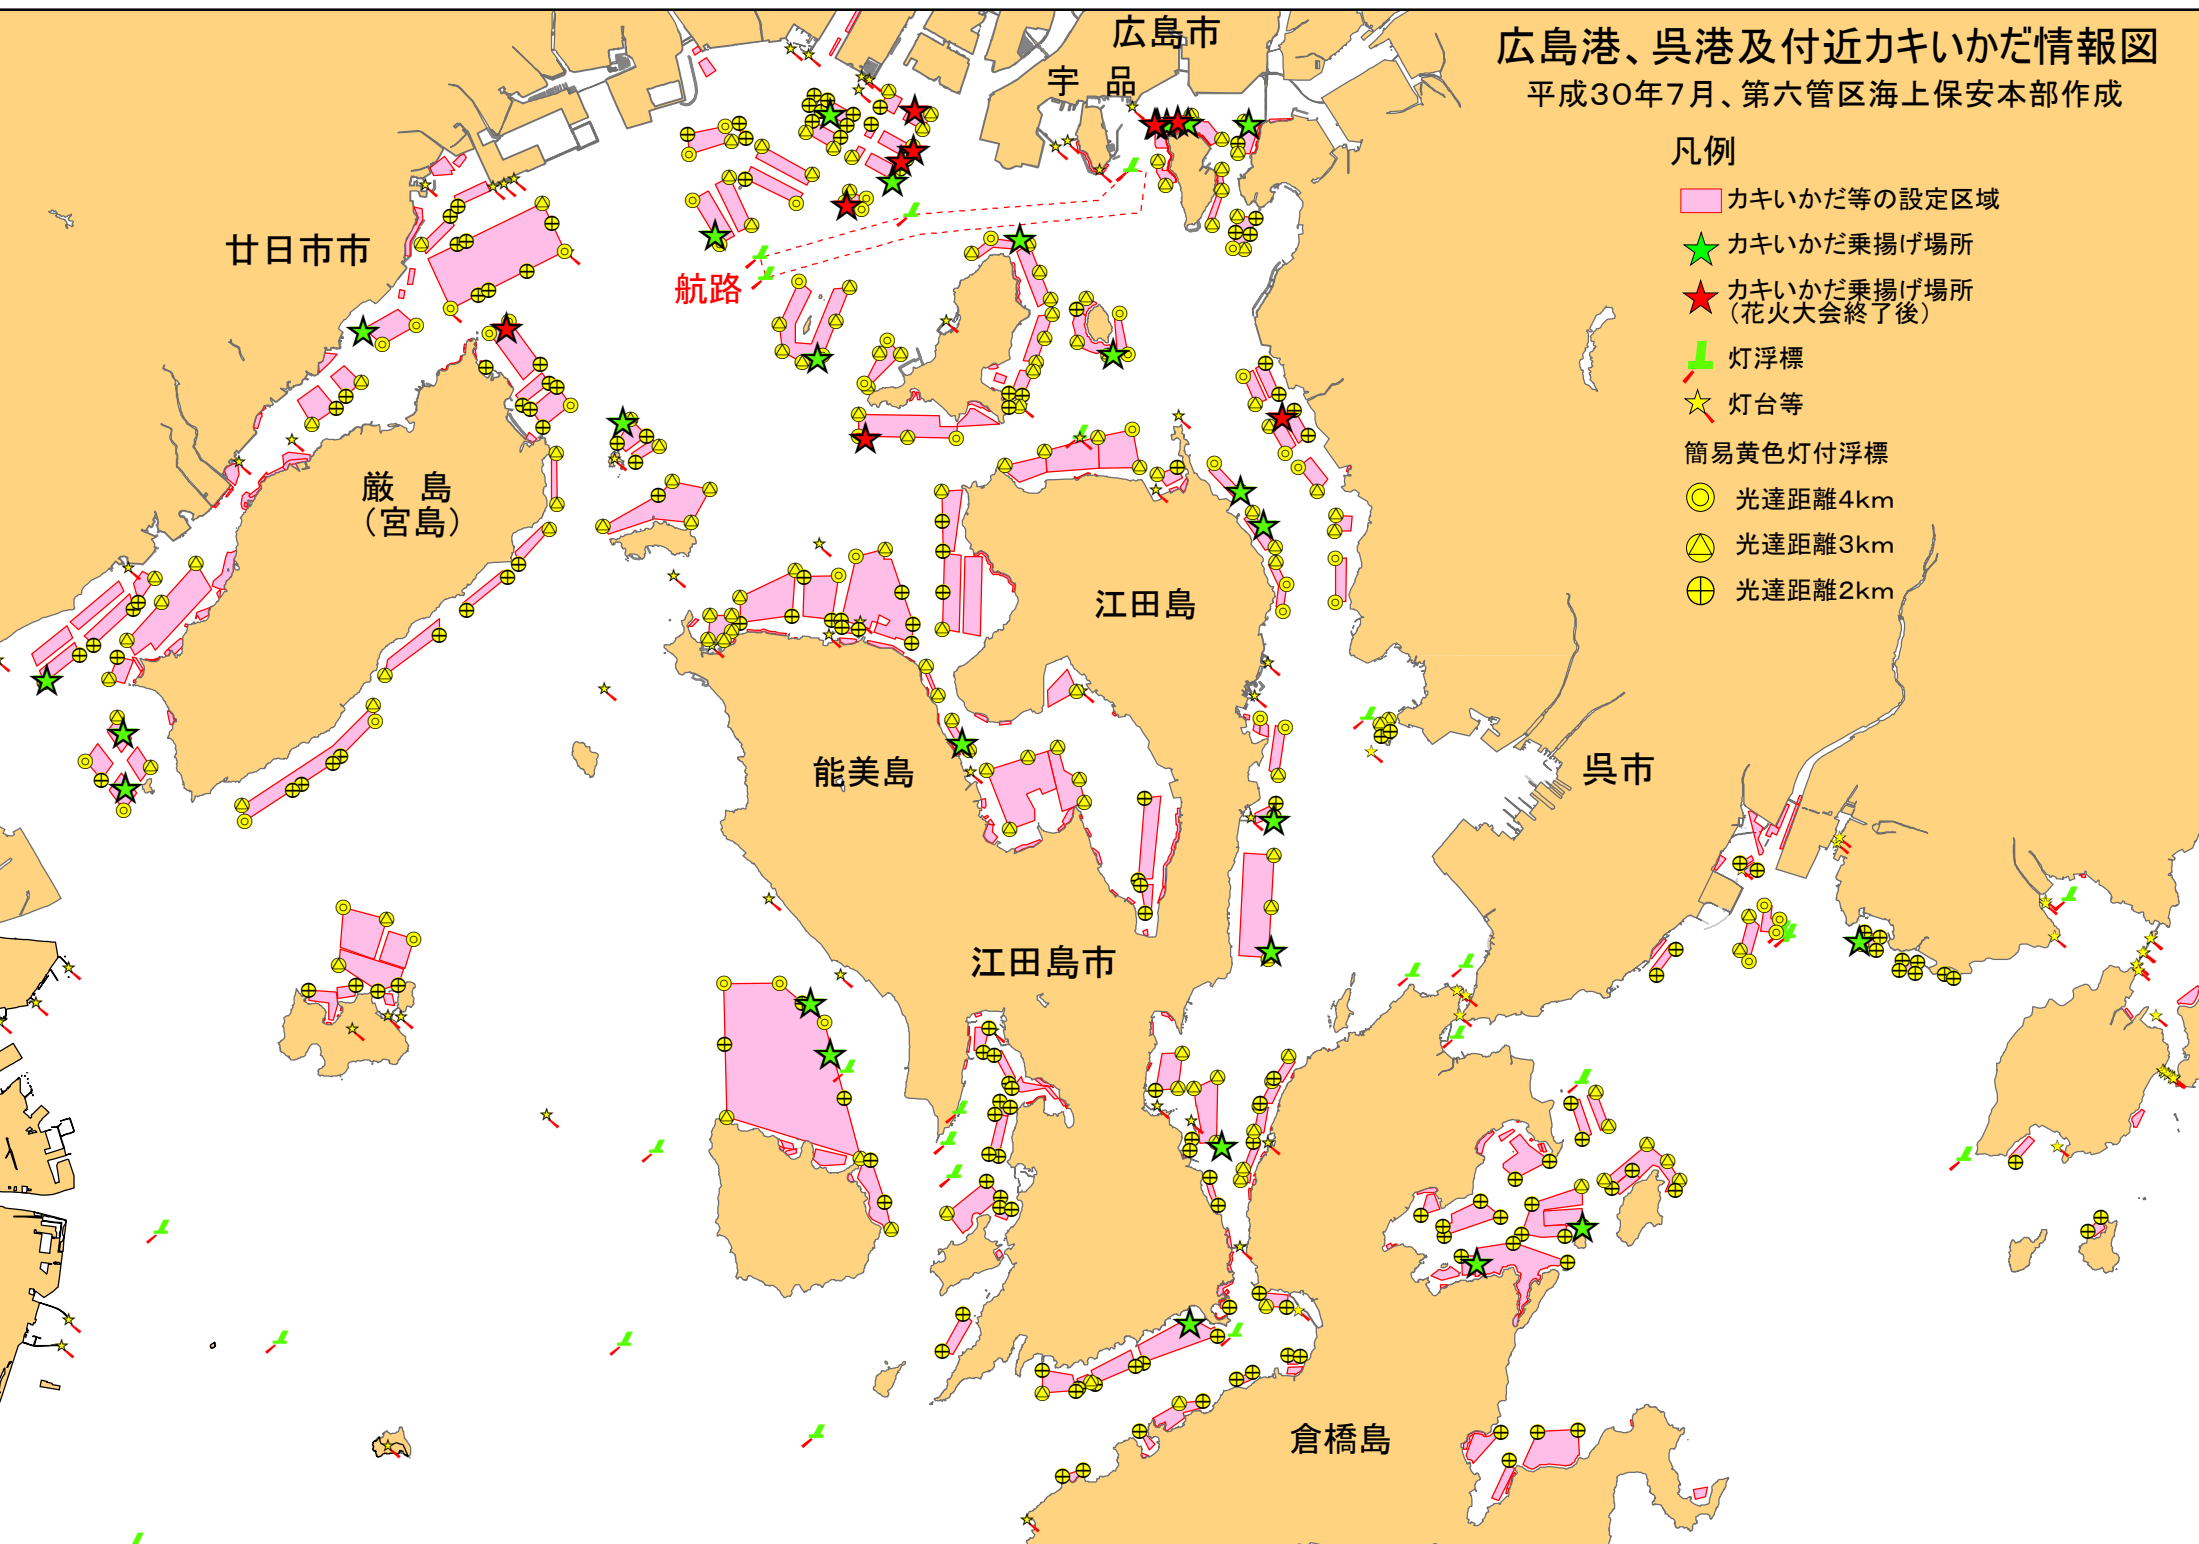 広島港、呉港及付近カキいかだ情報図
平成30年7月、第六管区海上保安本部作成
凡例
カキいかだ等の設定区域
カキいかだ乗揚げ場所
カキいかだ乗揚げ場所
（花火大会終了後）
灯浮標
灯台等
簡易黄色灯付浮標
光達距離4km
光達距離3km
光達距離2km
広島市
宇品
廿日市市
航路
厳島
（宮島）
江田島
能美島
呉市
江田島市
倉橋島